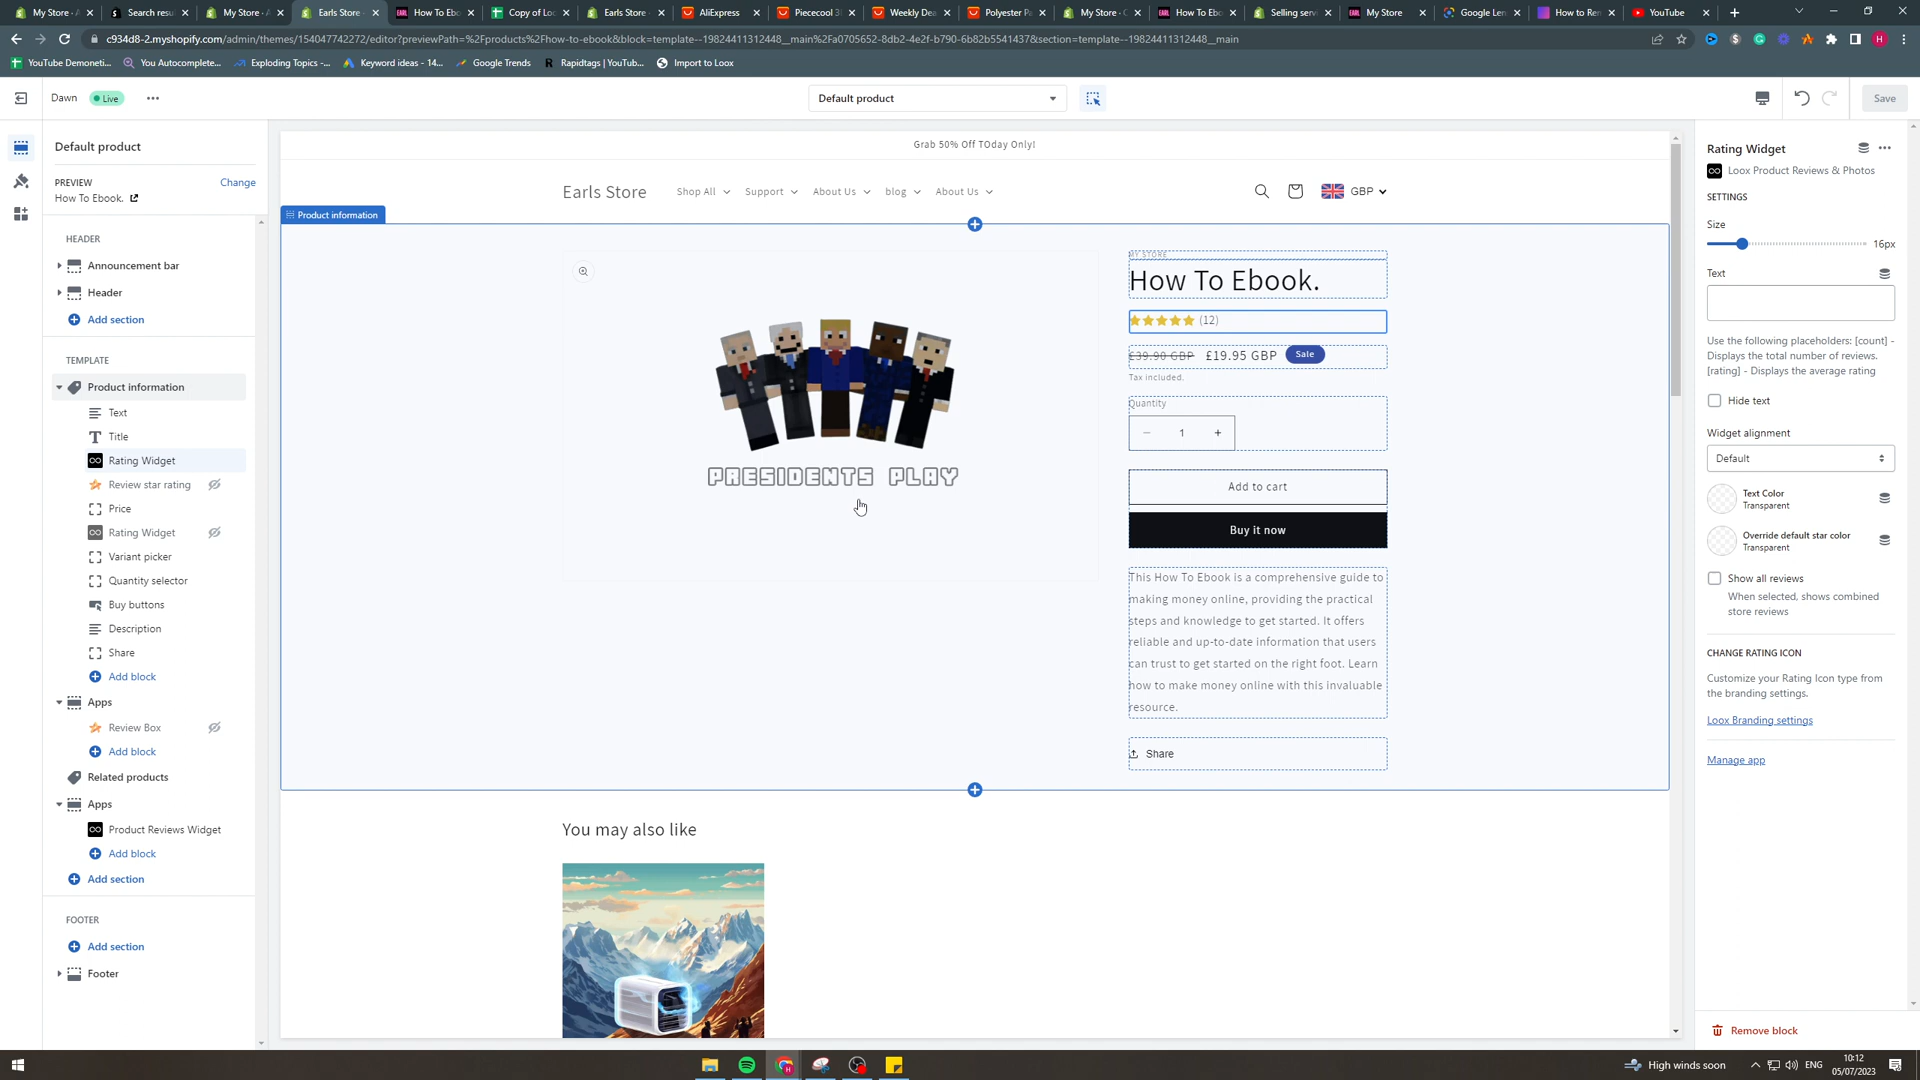 My Store · A
Search resu
My Store · A
Earls Store ·
How To Ebo
Copy of Loo
Earls Store ·
AliExpress
Piececool 3
Weekly Dea
Polyester Pa
My Store · C
How To Ebo
Selling servi
My Store
Google Len
How to Ren
YouTube
c934d8-2.myshopify.com/admin/themes/154047742272/editor?previewPath=%2Fproducts%2Fhow-to-ebook&block=template--19824411312448__main%2Fa0705652-8db2-4e2f-b790-6b82b5541437&section=template--19824411312448__main
YouTube Demoneti...
You Autocomplete...
Exploding Topics -...
Keyword ideas - 14...
Google Trends
Rapidtags | YouTub...
Import to Loox
Dawn
Live
Default product
Save
Default product
PREVIEW
Change
How To Ebook.
HEADER
Announcement bar
Header
Add section
TEMPLATE
Product information
Text
Title
Rating Widget
Review star rating
Price
Rating Widget
Variant picker
Quantity selector
Buy buttons
Description
Share
Add block
Apps
Review Box
Add block
Related products
Apps
Product Reviews Widget
Add block
Add section
FOOTER
Add section
Footer
Grab 50% Off TOday Only!
Earls Store
Shop All
Support
About Us
blog
About Us
GBP
Product information
PRESIDENTS PLAY
MY STORE
How To Ebook.
(12)
£39.90 GBP £19.95 GBP Sale
Tax included.
Quantity
− 1 +
Add to cart
Buy it now
This How To Ebook is a comprehensive guide to
making money online, providing the practical
steps and knowledge to get started. It offers
reliable and up-to-date information that users
can trust to get started on the right foot. Learn
how to make money online with this invaluable
resource.
Share
You may also like
Rating Widget
Loox Product Reviews & Photos
SETTINGS
Size
16px
Text
Use the following placeholders: [count] -
Displays the total number of reviews.
[rating] - Displays the average rating
Hide text
Widget alignment
Default
Text Color
Transparent
Override default star color
Transparent
Show all reviews
When selected, shows combined
store reviews
CHANGE RATING ICON
Customize your Rating Icon type from
the branding settings.
Loox Branding settings
Manage app
Remove block
High winds soon
ENG
10:12
05/07/2023